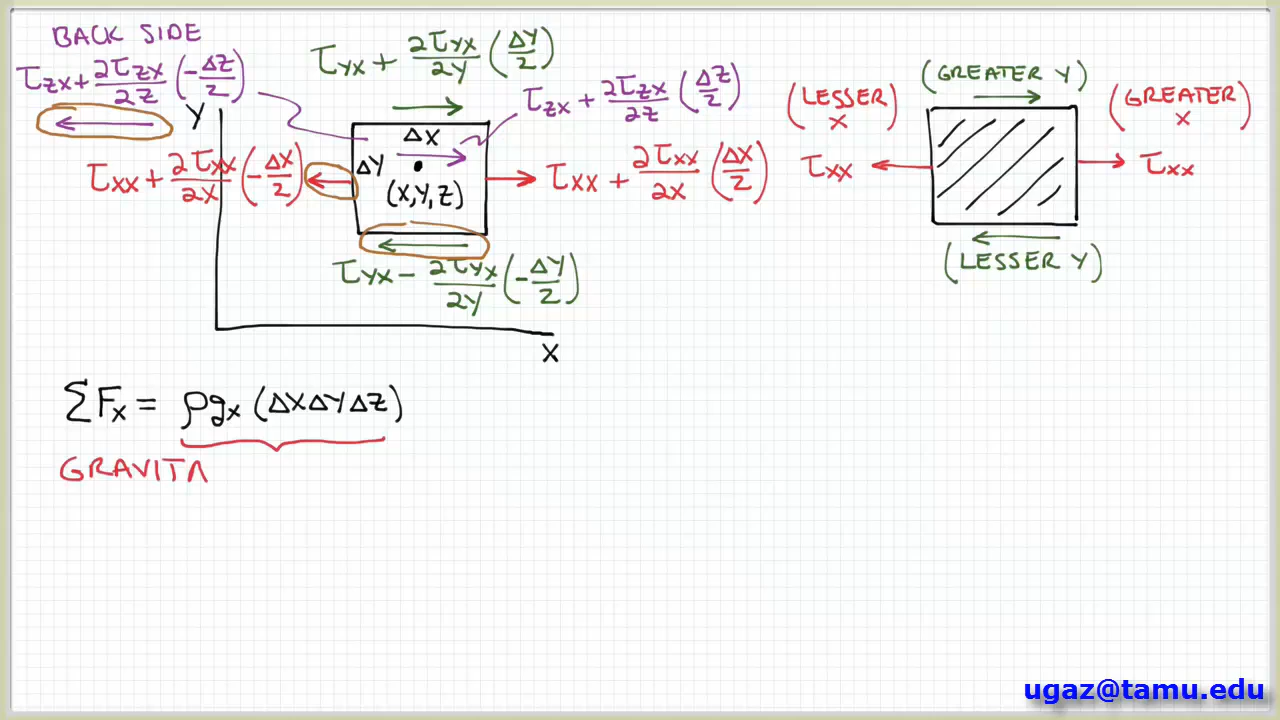 BACK SIDE
τzx + ∂τzx/∂z (-Δz/2)
τyx + ∂τyx/∂y (Δy/2)
τzx + ∂τzx/∂z (Δz/2)
Y
ΔX
ΔY
(X,Y,Z)
τxx + ∂τxx/∂x (-Δx/2)
τxx + ∂τxx/∂x (Δx/2)
τyx - ∂τyx/∂y (-Δy/2)
X
(GREATER Y)
(LESSER X)
(GREATER X)
τxx
τxx
(LESSER Y)
ΣFx = ρgx (ΔXΔYΔZ)
GRAVITA
ugaz@tamu.edu